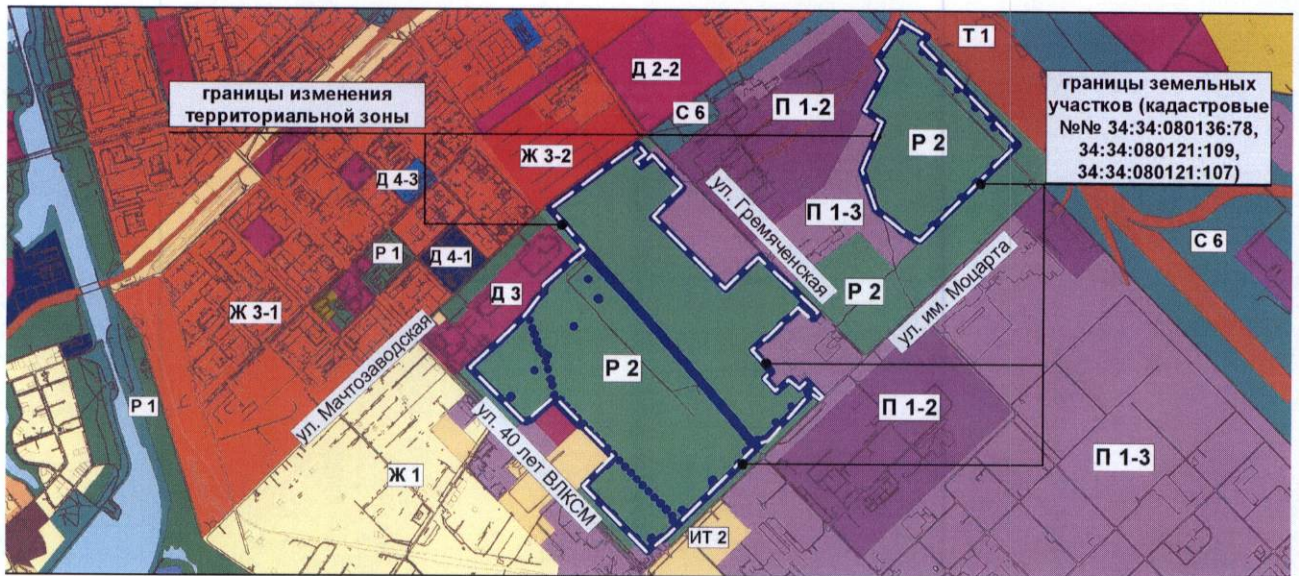 Т 1
Д 2-2
границы изменения
территориальной зоны
границы земельных
участков (кадастровые
№№ 34:34:080136:78,
34:34:080121:109,
34:34:080121:107)
С 6
П 1-2
Р 2
Ж 3-2
Д 4-3
ул. Гремяченская
П 1-3
Р 1
Д 4-1
С 6
Д 3
Р 2
Ж 3-1
ул. им. Моцарта
ул. Мачтозаводская
Р 2
Р 1
П 1-2
ул. 40 лет ВЛКСМ
Ж 1
П 1-3
ИТ 2